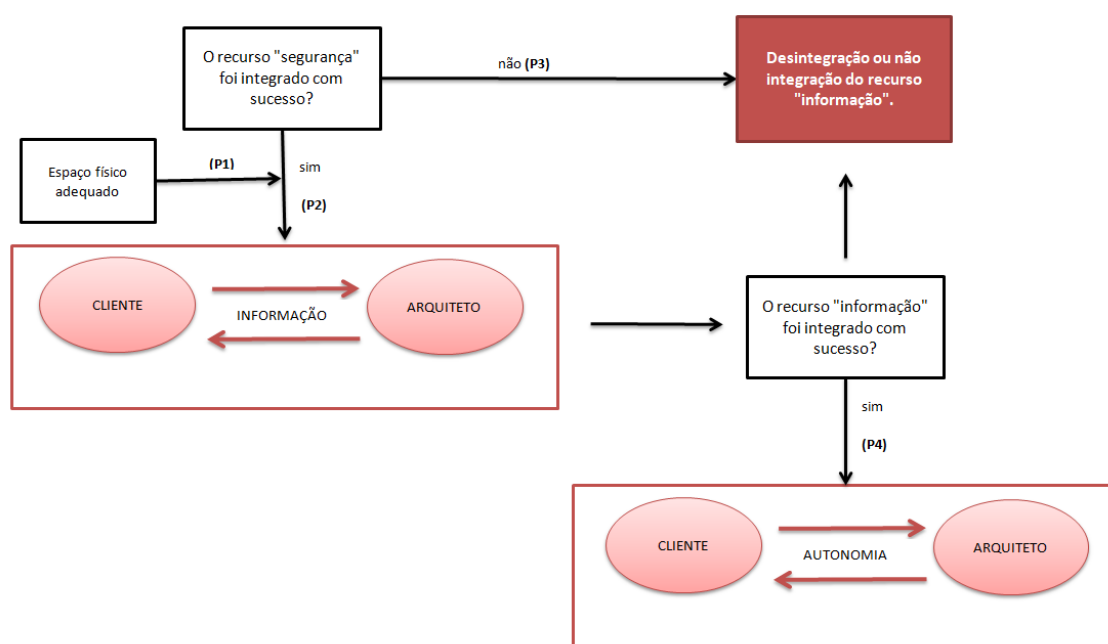 O recurso "segurança"
foi integrado com
sucesso?
não (P3)
Desintegração ou não
integração do recurso
"informação".
Espaço físico
adequado
(P1)
sim
(P2)
CLIENTE
INFORMAÇÃO
ARQUITETO
O recurso "informação"
foi integrado com
sucesso?
sim
(P4)
CLIENTE
AUTONOMIA
ARQUITETO